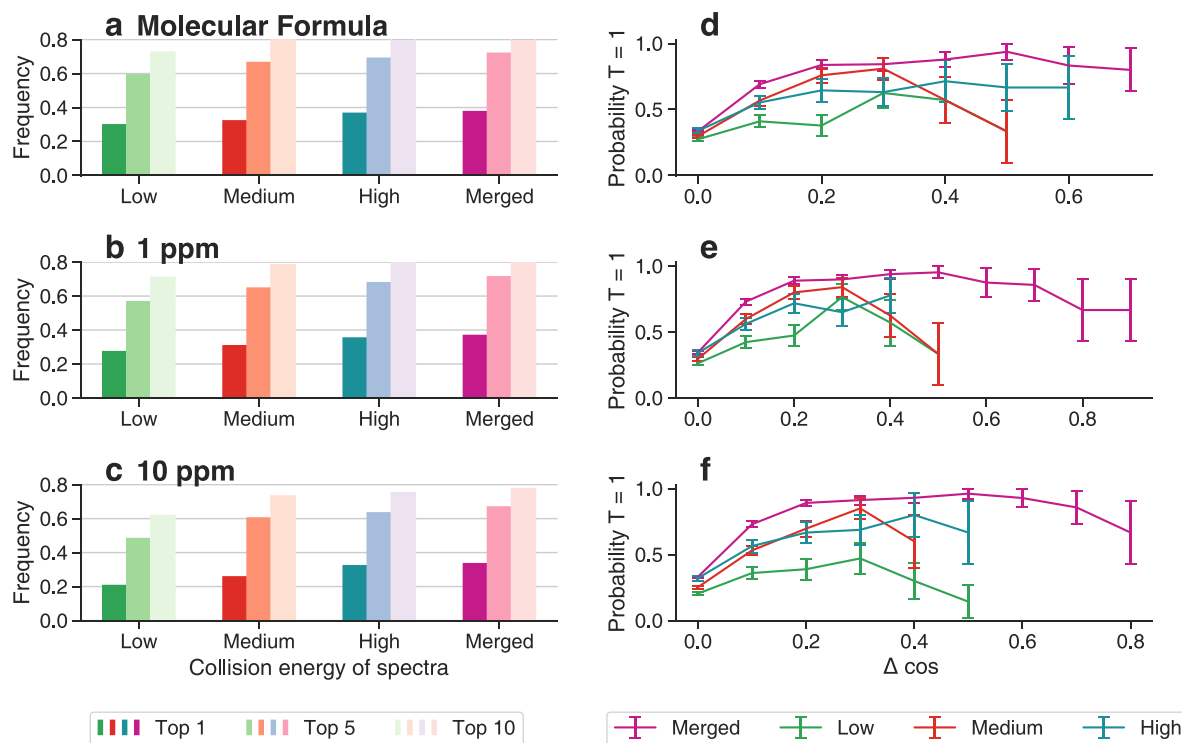 a Molecular Formula
Frequency
0.8
0.6
0.4
0.2
0.0
Low Medium High Merged
b 1 ppm
Frequency
0.8
0.6
0.4
0.2
0.0
Low Medium High Merged
c 10 ppm
Frequency
0.8
0.6
0.4
0.2
0.0
Low Medium High Merged
Collision energy of spectra
Top 1 Top 5 Top 10
d
Probability T = 1
1.0
0.5
0.0
0.0 0.2 0.4 0.6
e
Probability T = 1
1.0
0.5
0.0
0.0 0.2 0.4 0.6 0.8
f
Probability T = 1
1.0
0.5
0.0
0.0 0.2 0.4 0.6 0.8
Δ cos
Merged Low Medium High